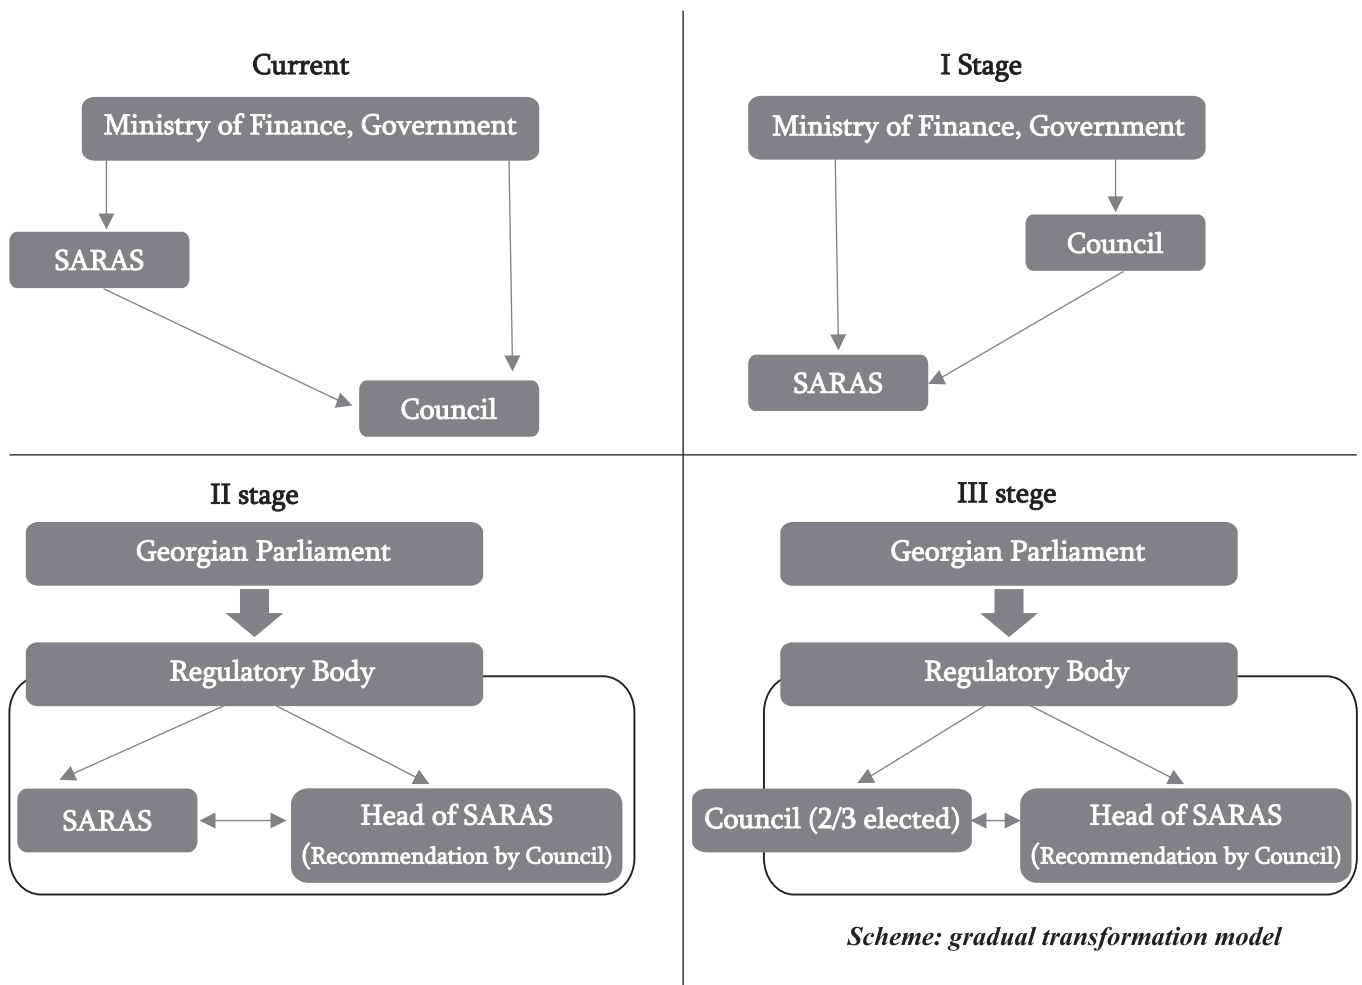 Current
Ministry of Finance, Government
SARAS
Council
I Stage
Ministry of Finance, Government
Council
SARAS
II stage
Georgian Parliament
Regulatory Body
SARAS
Head of SARAS
(Recommendation by Council)
III stege
Georgian Parliament
Regulatory Body
Council (2/3 elected)
Head of SARAS
(Recommendation by Council)
Scheme: gradual transformation model